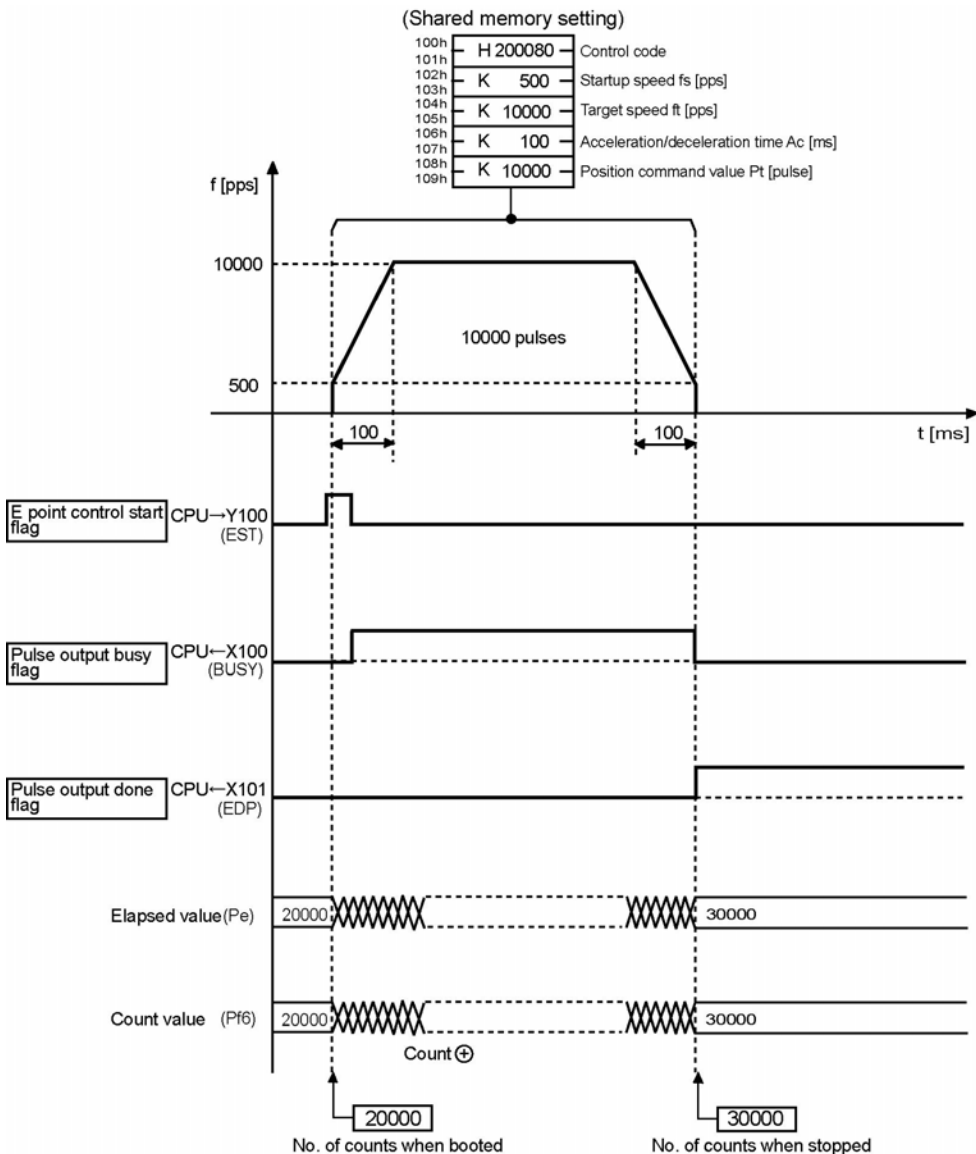 (Shared memory setting)
100h
101h
H 200080
Control code
102h
103h
K 500
Startup speed fs [pps]
104h
105h
K 10000
Target speed ft [pps]
106h
107h
K 100
Acceleration/deceleration time Ac [ms]
108h
109h
K 10000
Position command value Pt [pulse]
f [pps]
10000
10000 pulses
500
100
100
t [ms]
E point control start
flag
CPU→Y100
(EST)
Pulse output busy
flag
CPU←X100
(BUSY)
Pulse output done
flag
CPU←X101
(EDP)
Elapsed value (Pe)
20000
30000
Count value (Pf6)
20000
30000
Count ⊕
20000
30000
No. of counts when booted
No. of counts when stopped